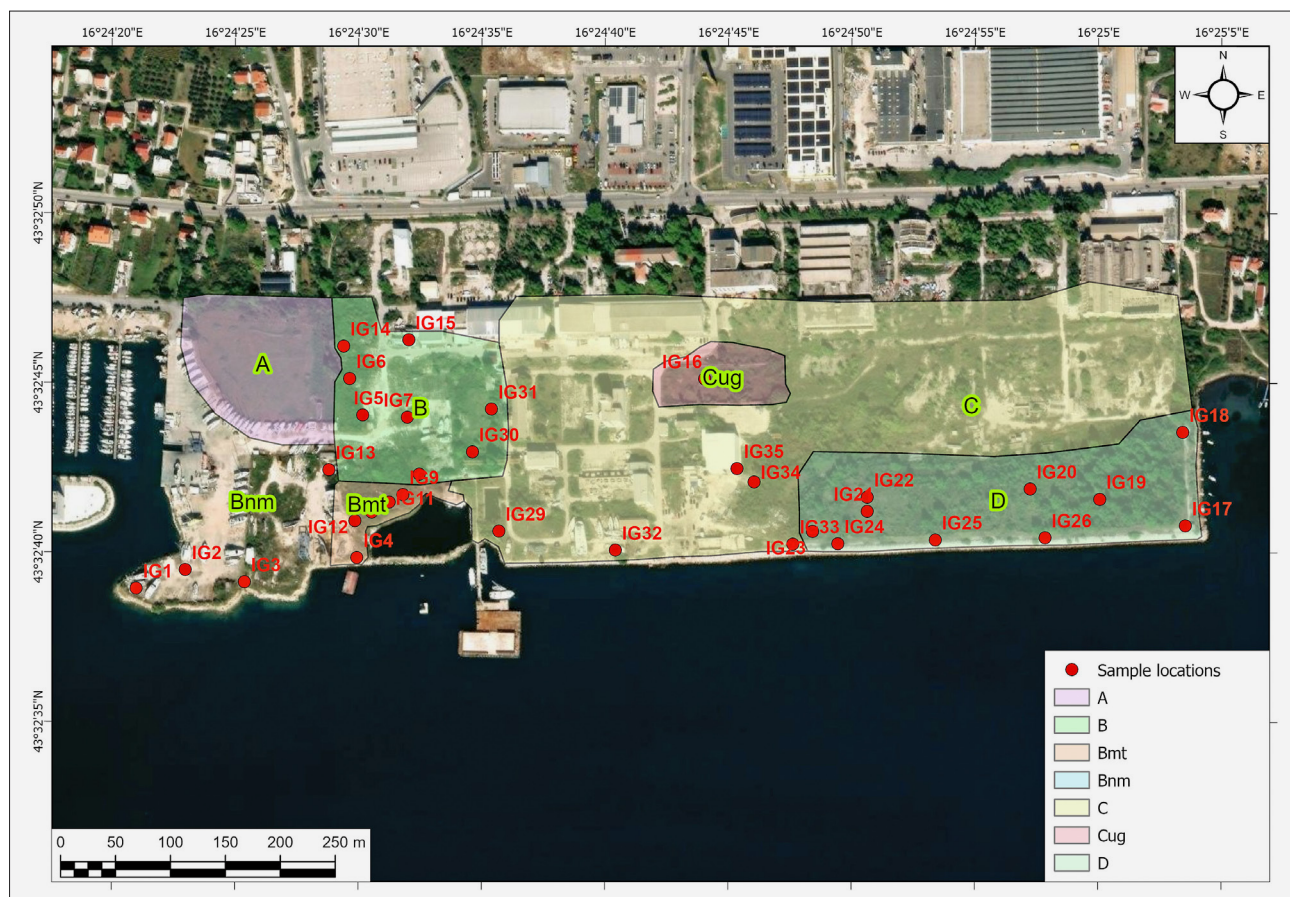 16°24'20"E
16°24'25"E
16°24'30"E
16°24'35"E
16°24'40"E
16°24'45"E
16°24'50"E
16°24'55"E
16°25'E
16°25'5"E
N
W E
S
43°32'50"N
43°32'45"N
43°32'40"N
43°32'35"N
IG14
IG15
IG6
IG16
Cug
A
IG5
IG7
B
IG31
C
IG18
IG30
IG13
IG35
IG9
IG34
IG20
Bnm
Bmt
IG11
IG22
IG19
D
IG12
IG29
IG33
IG24
IG25
IG26
IG17
IG4
IG32
IG23
IG2
IG3
IG1
Sample locations
A
B
Bmt
Bnm
C
Cug
D
0 50 100 150 200 250 m